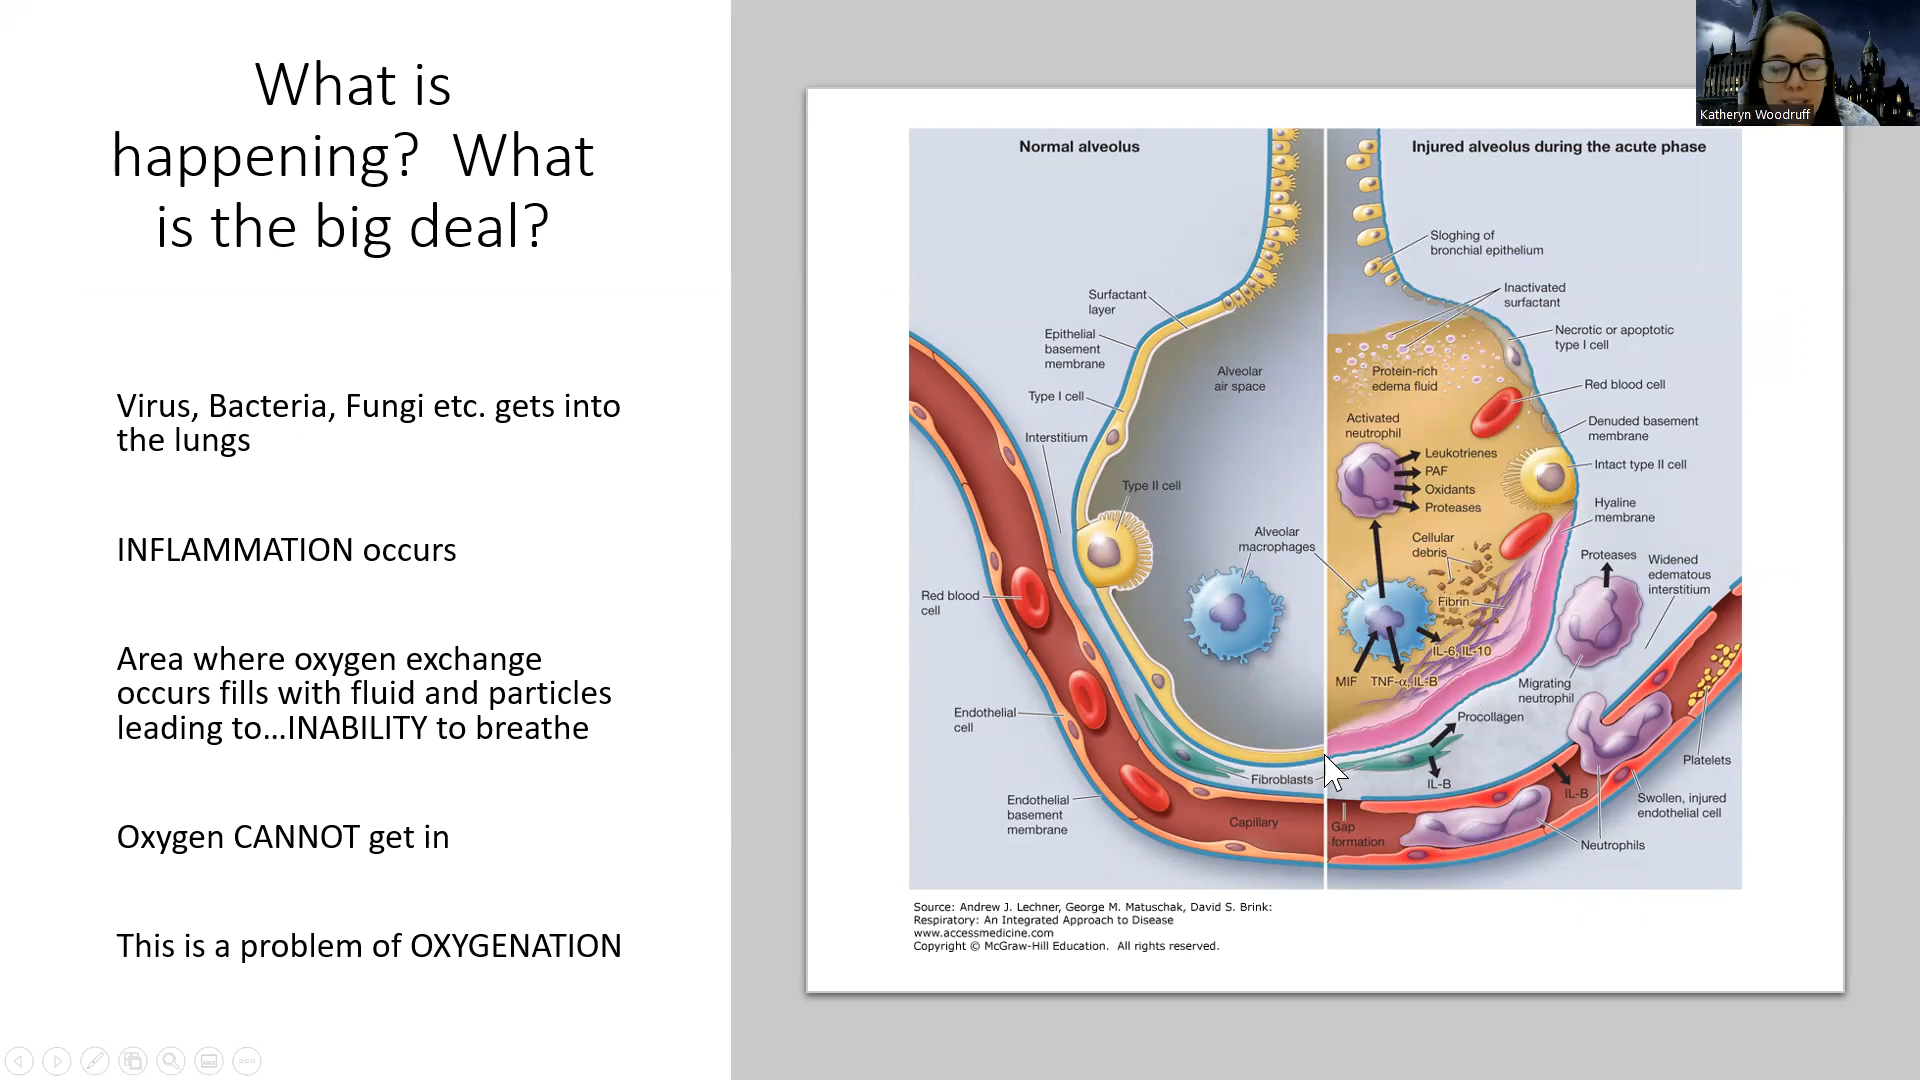 What is
happening?  What
is the big deal?
Virus, Bacteria, Fungi etc. gets into
the lungs
INFLAMMATION occurs
Area where oxygen exchange
occurs fills with fluid and particles
leading to...INABILITY to breathe
Oxygen CANNOT get in
This is a problem of OXYGENATION
Katheryn Woodruff
Normal alveolus
Surfactant
layer
Epithelial
basement
membrane
Type I cell
Interstitium
Type II cell
Alveolar
air space
Alveolar
macrophages
Red blood
cell
Endothelial
cell
Endothelial
basement
membrane
Fibroblasts
Capillary
Injured alveolus during the acute phase
Sloghing of
bronchial epithelium
Inactivated
surfactant
Necrotic or apoptotic
type I cell
Protein-rich
edema fluid
Red blood cell
Activated
neutrophil
Denuded basement
membrane
Leukotrienes
PAF
Oxidants
Proteases
Intact type II cell
Hyaline
membrane
Cellular
debris
Proteases
Widened
edematous
interstitium
Fibrin
IL-6, IL-10
MIF
TNF-α, IL-B
Migrating
neutrophil
Procollagen
IL-B
Platelets
IL-B
Swollen, injured
endothelial cell
Gap
formation
Neutrophils
Source: Andrew J. Lechner, George M. Matuschak, David S. Brink:
Respiratory: An Integrated Approach to Disease
www.accessmedicine.com
Copyright © McGraw-Hill Education.  All rights reserved.